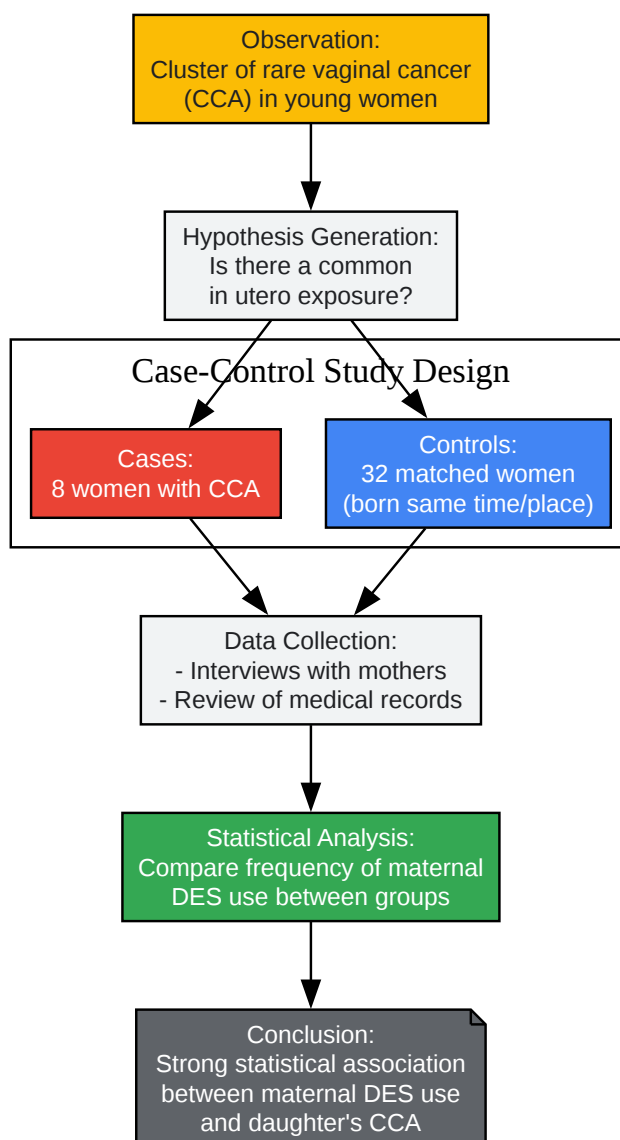 Observation:
Cluster of rare vaginal cancer
(CCA) in young women
Hypothesis Generation:
Is there a common
in utero exposure?
Case-Control Study Design
Cases:
8 women with CCA
Controls:
32 matched women
(born same time/place)
Data Collection:
- Interviews with mothers
- Review of medical records
Statistical Analysis:
Compare frequency of maternal
DES use between groups
Conclusion:
Strong statistical association
between maternal DES use
and daughter's CCA